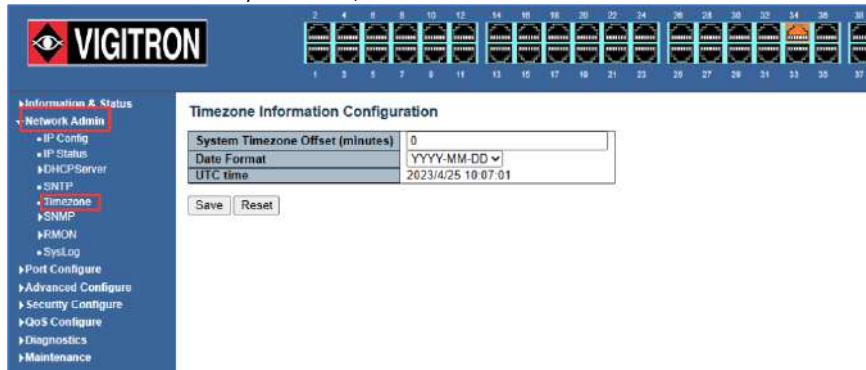 2 4 6 8 10 12 14 16 18 20 22 24 26 28 30 32 34 36 38
VIGITRON
1 3 5 7 9 11 13 15 17 19 21 23 25 27 29 31 33 35 37
Information & Status
Network Admin
IP Config
IP Status
DHCPServer
SNTP
Timezone
SNMP
RMON
SysLog
Port Configure
Advanced Configure
Security Configure
QoS Configure
Diagnostics
Maintenance
Timezone Information Configuration
System Timezone Offset (minutes) 0
Date Format YYYY-MM-DD
UTC time 2023/4/25 10:07:01
Save Reset